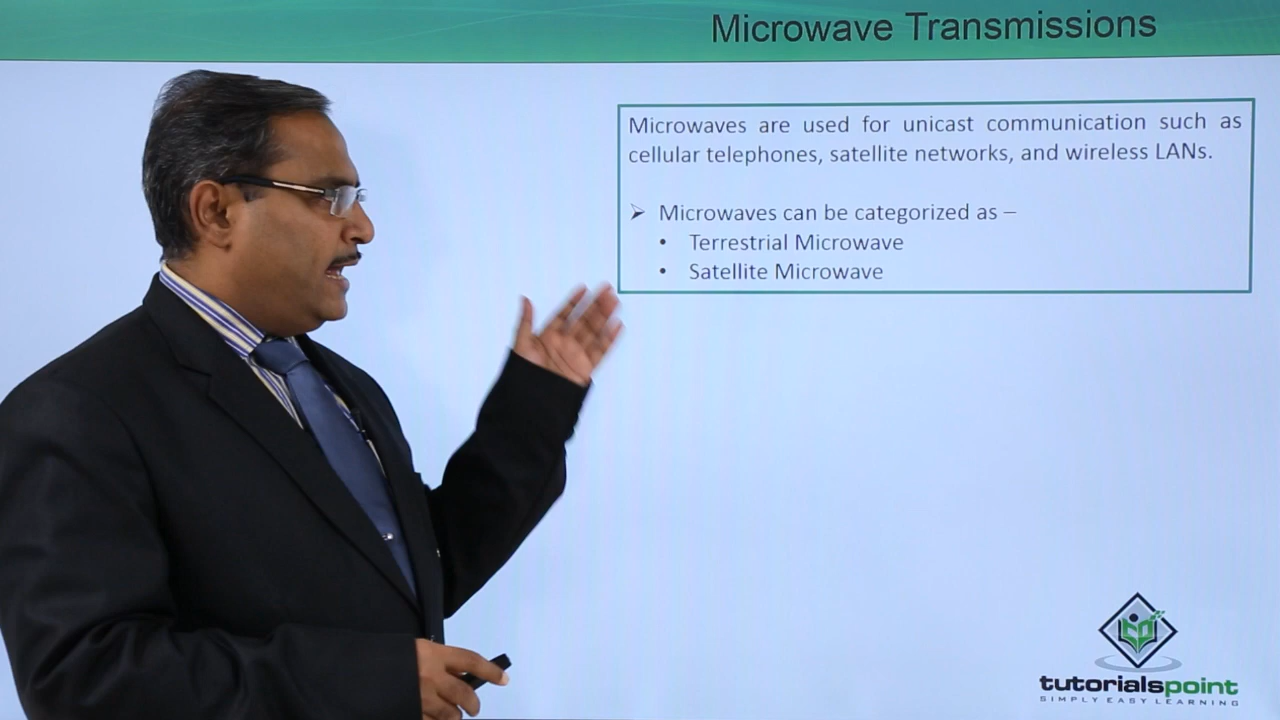 Microwave Transmissions
Microwaves are used for unicast communication such as
cellular telephones, satellite networks, and wireless LANs.
➢ Microwaves can be categorized as –
• Terrestrial Microwave
• Satellite Microwave
tutorialspoint
SIMPLY EASY LEARNING